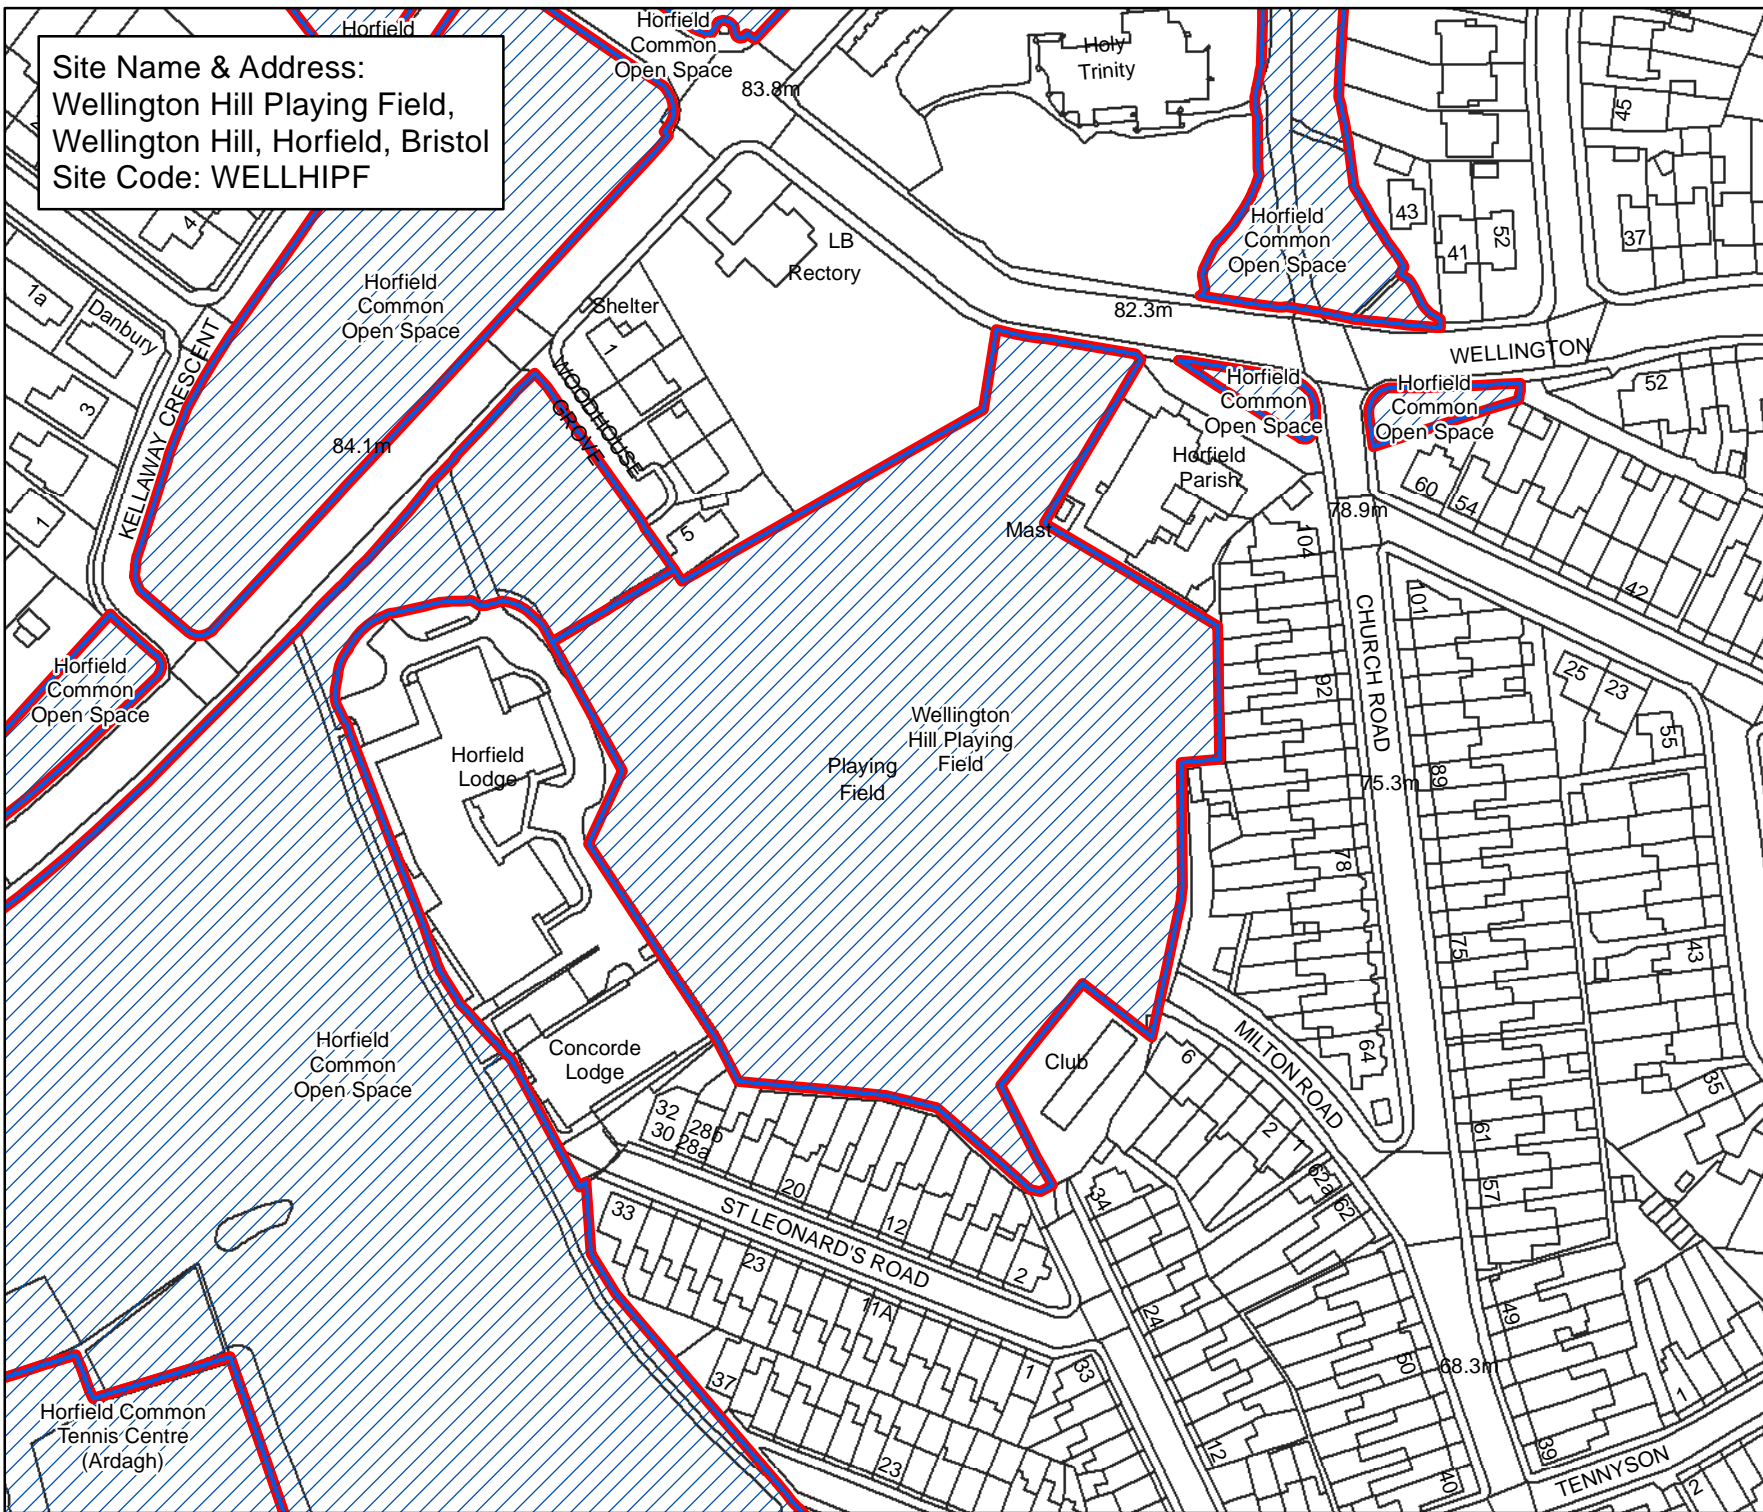 Site Name & Address:
Wellington Hill Playing Field,
Wellington Hill, Horfield, Bristol
Site Code: WELLHIPF
Horfield
Horfield
Common
Open Space
83.8m
Holy
Trinity
45
43
41
52
37
4
1a
Danbury
3
1
KELLAWAY CRESCENT
Horfield
Common
Open Space
84.1m
LB
Rectory
Shelter
1
WOODHOUSE
GROVE
5
Horfield
Common
Open Space
82.3m
WELLINGTON
Horfield
Common
Open Space
Horfield
Common
Open Space
52
Horfield
Parish
Mast
60
54
78.9m
42
104
101
CHURCH ROAD
92
25
23
55
89
75.3m
78
75
43
64
35
61
57
49
68.3m
50
40
39
TENNYSON
1
2
Horfield
Common
Open Space
Horfield
Lodge
Wellington
Hill Playing
Field
Playing
Field
Concorde
Lodge
Club
MILTON ROAD
6
2
1
62a
62
Horfield
Common
Open Space
32
30
28b
28a
20
12
2
ST LEONARD'S ROAD
33
23
11A
1
33
34
24
12
37
23
Horfield Common
Tennis Centre
(Ardagh)